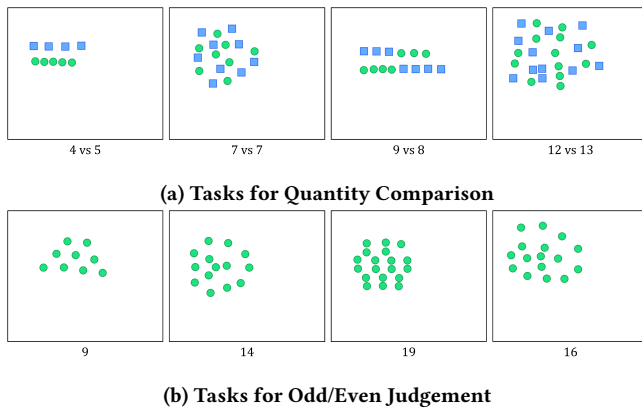 4 vs 5
7 vs 7
9 vs 8
12 vs 13
(a) Tasks for Quantity Comparison
9
14
19
16
(b) Tasks for Odd/Even Judgement